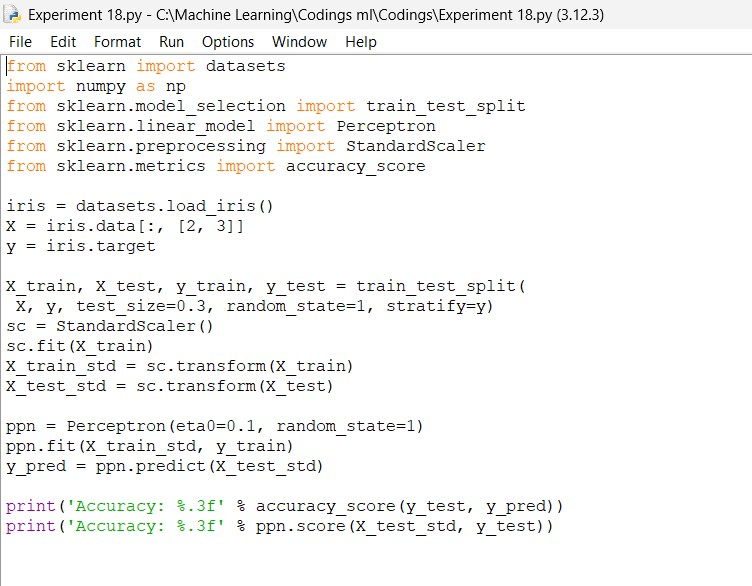 Experiment 18.py - C:\Machine Learning\Codings ml\Codings\Experiment 18.py (3.12.3)
File Edit Format Run Options Window Help
from sklearn import datasets
import numpy as np
from sklearn.model_selection import train_test_split
from sklearn.linear_model import Perceptron
from sklearn.preprocessing import StandardScaler
from sklearn.metrics import accuracy_score
iris = datasets.load_iris()
X = iris.data[:, [2, 3]]
y = iris.target
X_train, X_test, y_train, y_test = train_test_split(
 X, y, test_size=0.3, random_state=1, stratify=y)
sc = StandardScaler()
sc.fit(X_train)
X_train_std = sc.transform(X_train)
X_test_std = sc.transform(X_test)
ppn = Perceptron(eta0=0.1, random_state=1)
ppn.fit(X_train_std, y_train)
y_pred = ppn.predict(X_test_std)
print('Accuracy: %.3f' % accuracy_score(y_test, y_pred))
print('Accuracy: %.3f' % ppn.score(X_test_std, y_test))